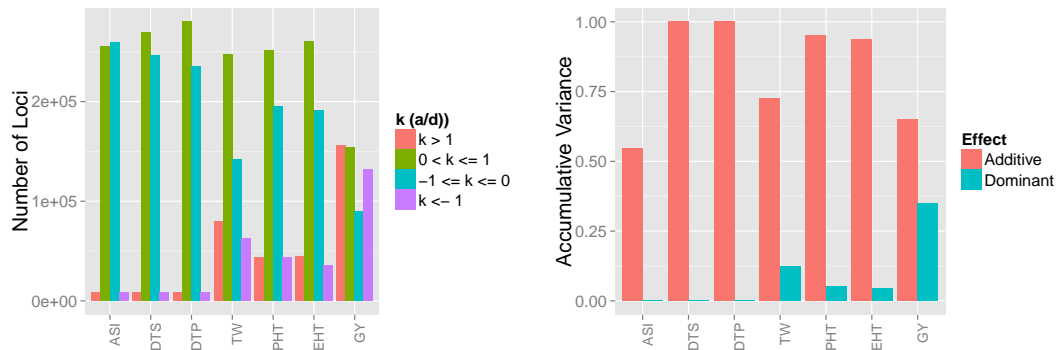 Number of Loci
2e+05
1e+05
0e+00
ASI
DTS
DTP
TW
PHT
EHT
GY
k (a/d))
k > 1
0 < k <= 1
−1 <= k <= 0
k <− 1
Accumulative Variance
1.00
0.75
0.50
0.25
0.00
ASI
DTS
DTP
TW
PHT
EHT
GY
Effect
Additive
Dominant